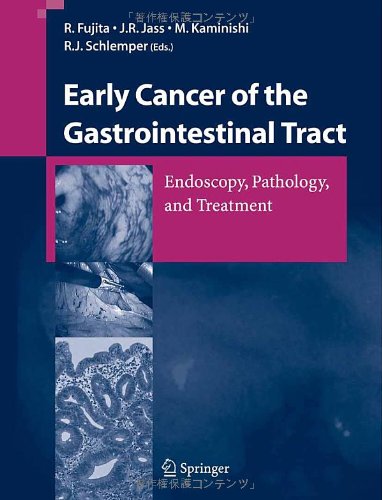 「著作権保護コンテンツ」
R. Fujita · J.R. Jass · M. Kaminishi
R.J. Schlemper (Eds.)
Early Cancer of the
Gastrointestinal Tract
Endoscopy, Pathology,
and Treatment
Springer
「著作権保護コンテンツ」